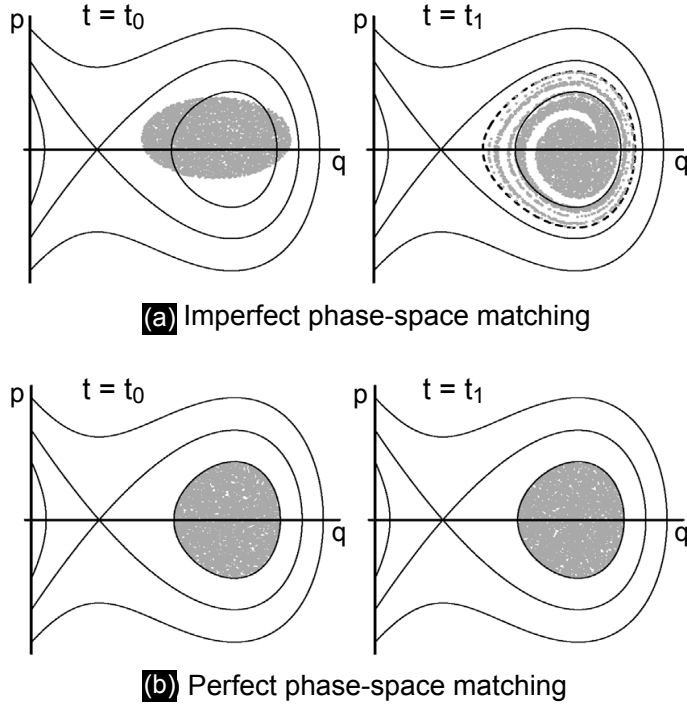 p t = t₀ q
p t = t₁ q
(a) Imperfect phase-space matching
p t = t₀ q
p t = t₁ q
(b) Perfect phase-space matching